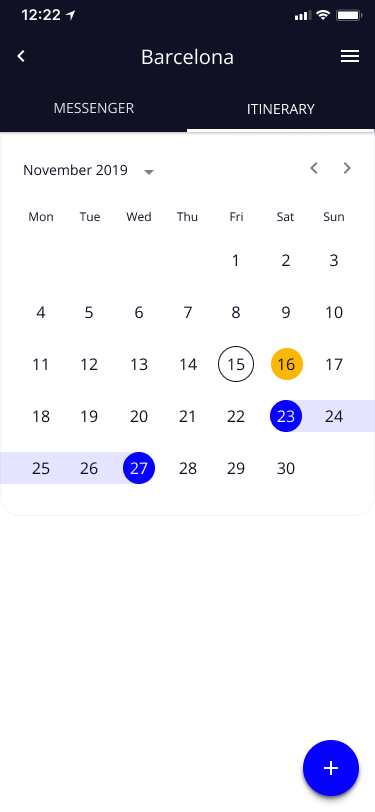 12:22
Barcelona
MESSENGER ITINERARY
November 2019
Mon Tue Wed Thu Fri Sat Sun
1 2 3
4 5 6 7 8 9 10
11 12 13 14 15 16 17
18 19 20 21 22 23 24
25 26 27 28 29 30
+